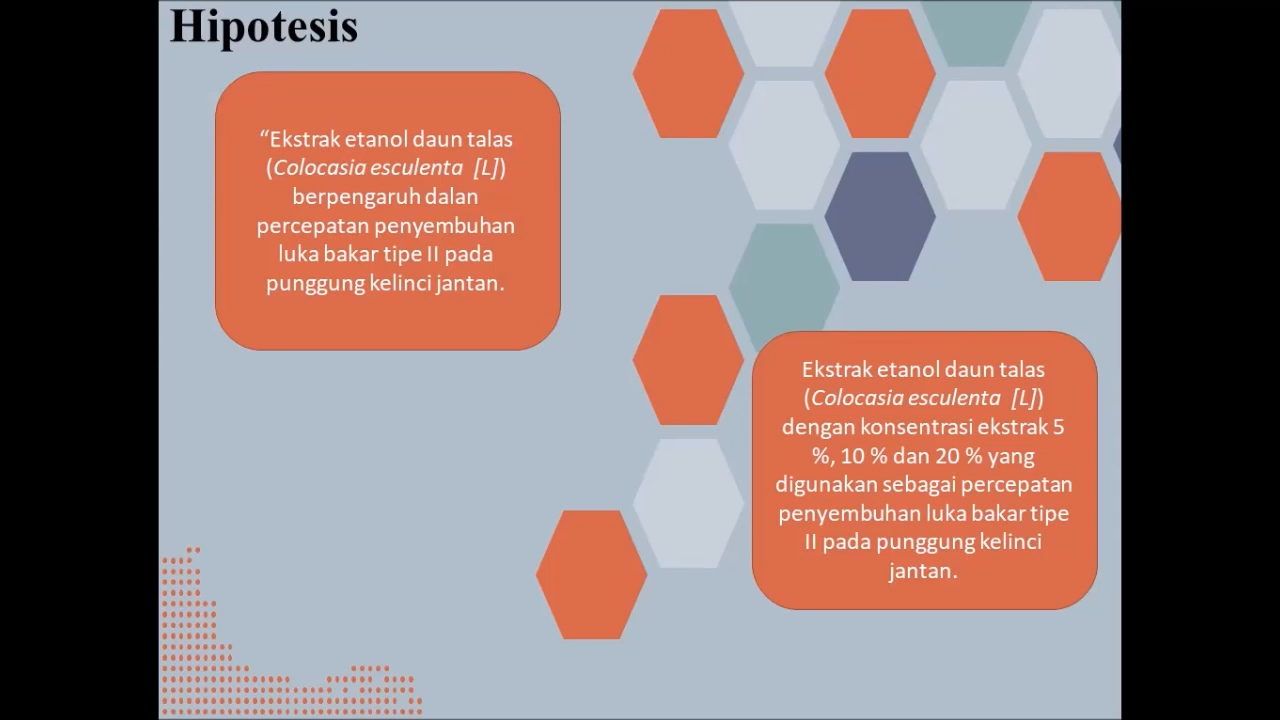 Hipotesis
“Ekstrak etanol daun talas
(Colocasia esculenta [L])
berpengaruh dalan
percepatan penyembuhan
luka bakar tipe II pada
punggung kelinci jantan.
Ekstrak etanol daun talas
(Colocasia esculenta [L])
dengan konsentrasi ekstrak 5
%, 10 % dan 20 % yang
digunakan sebagai percepatan
penyembuhan luka bakar tipe
II pada punggung kelinci
jantan.